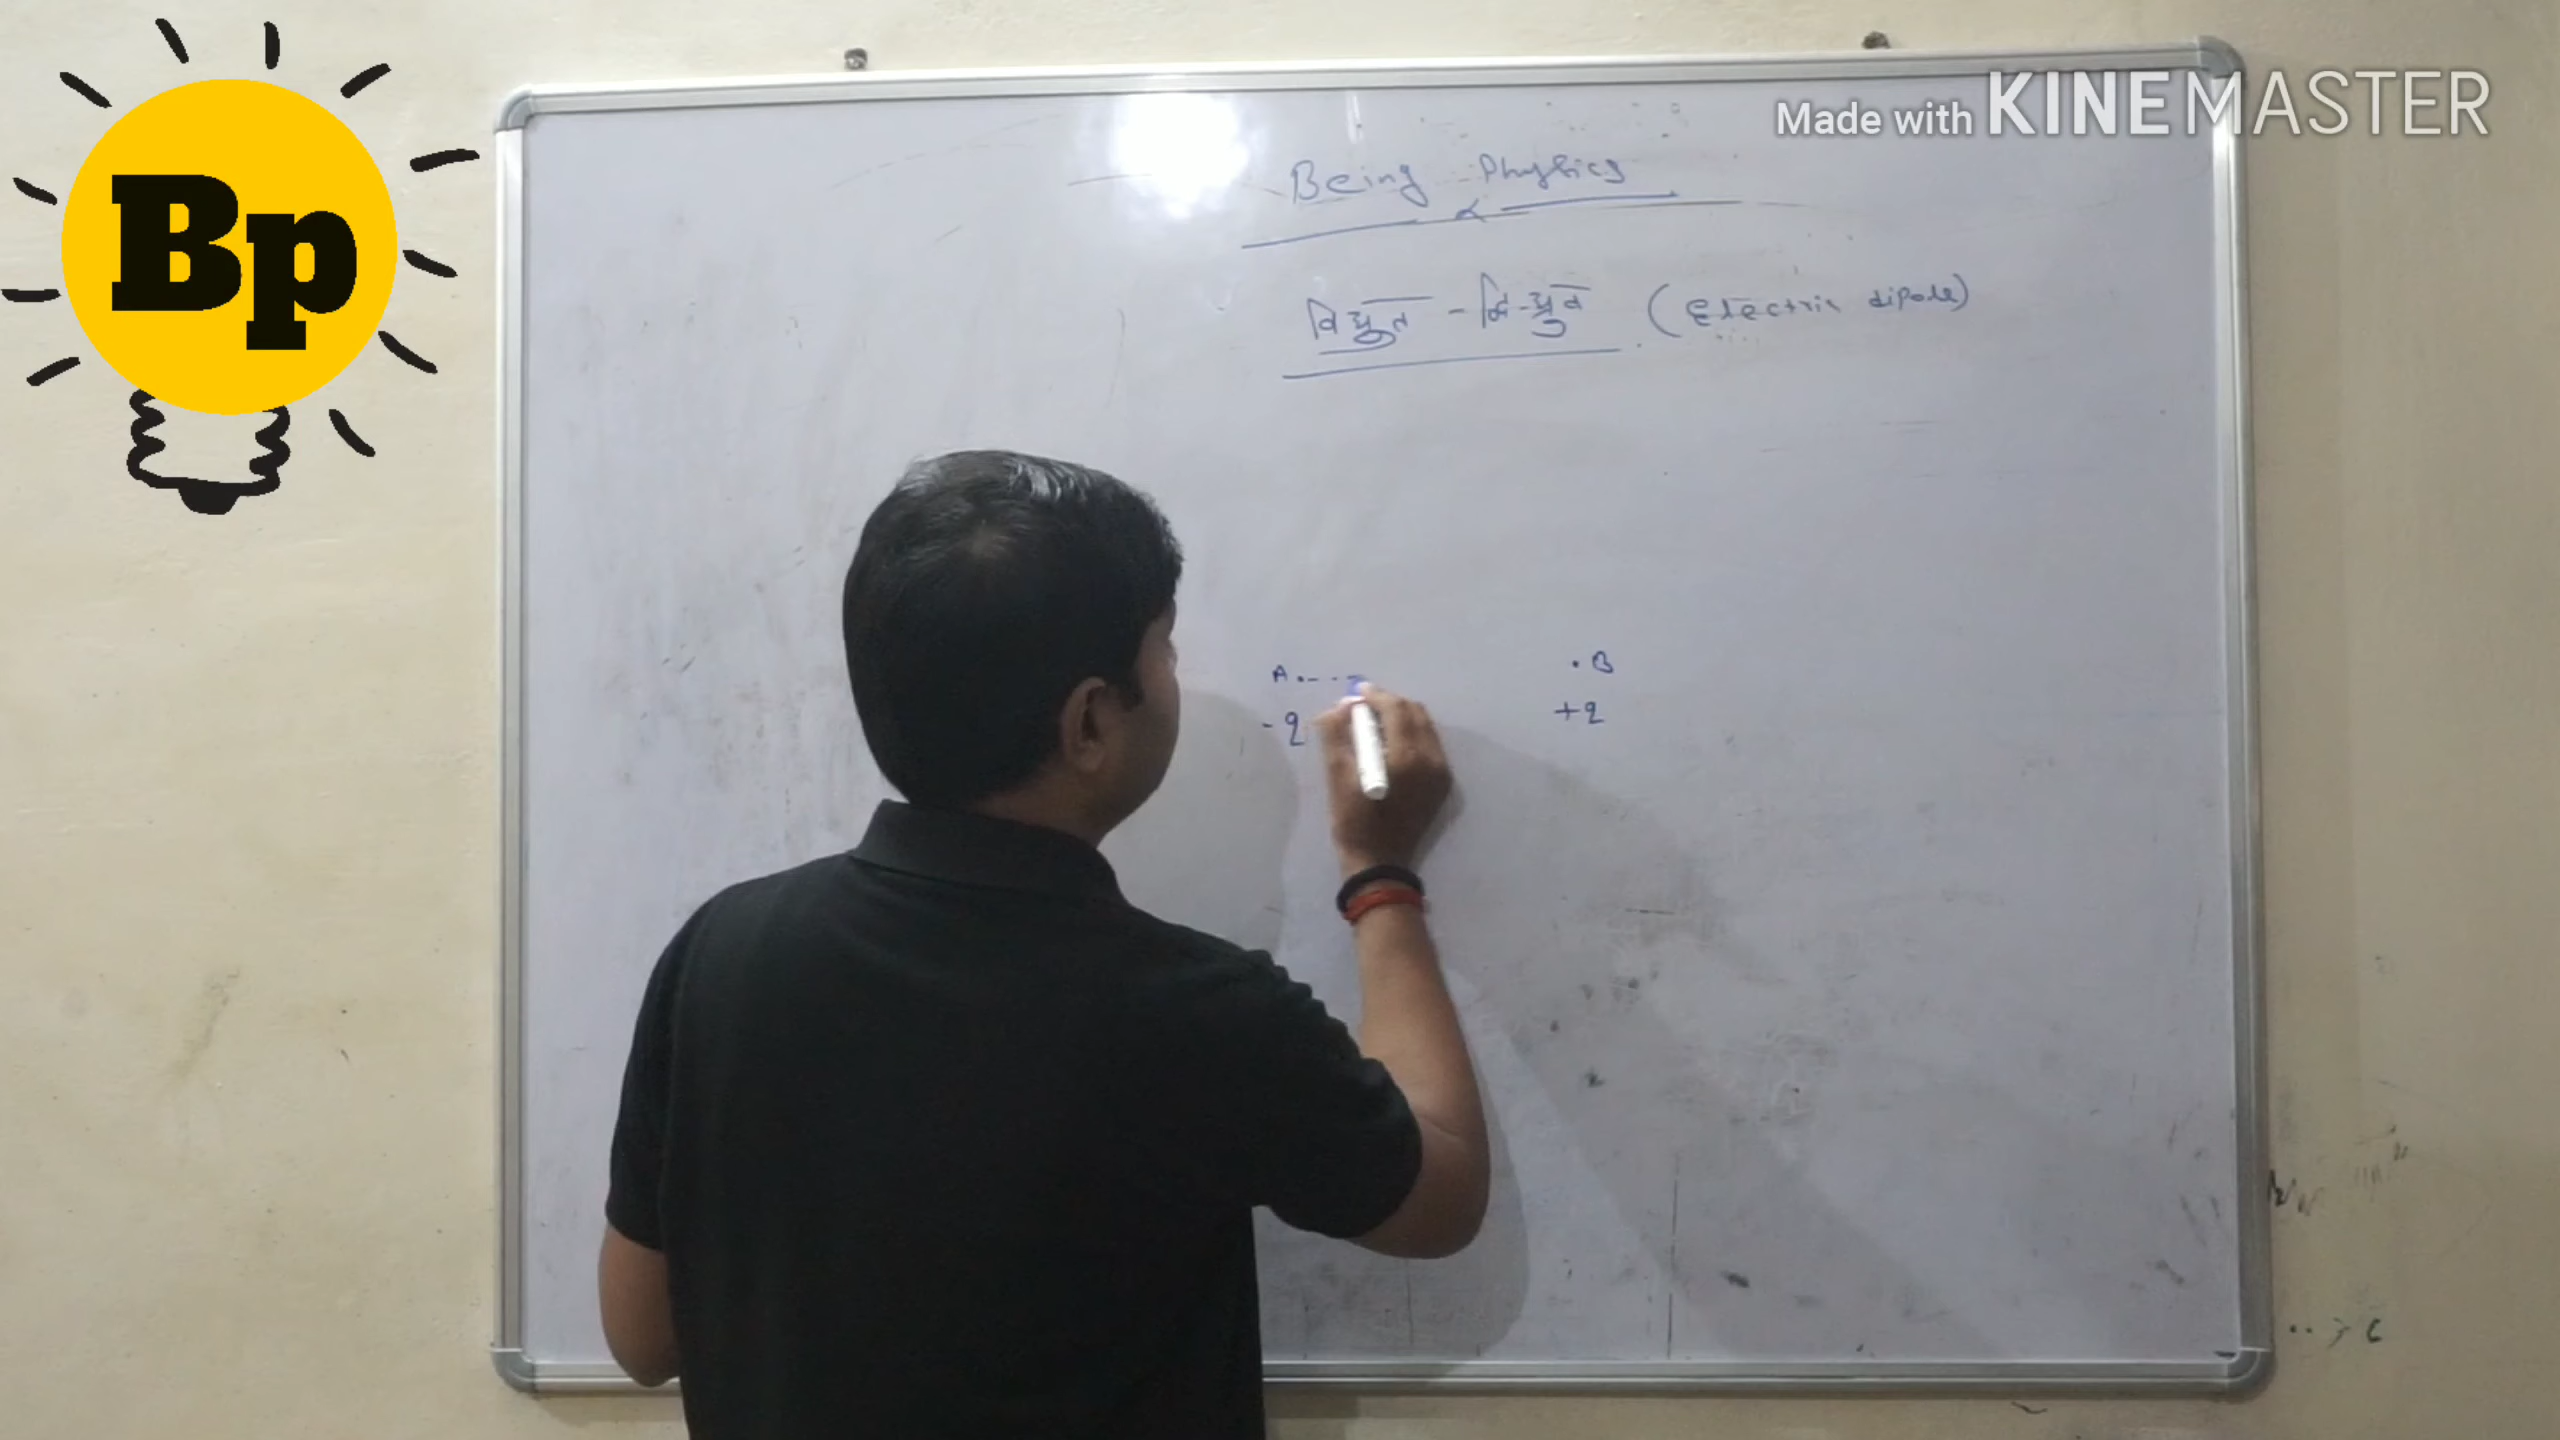 Bp
Made with KINEMASTER
Being Physics
विद्युत - द्वि-ध्रुव (Electric dipole)
A. . B
-q +q